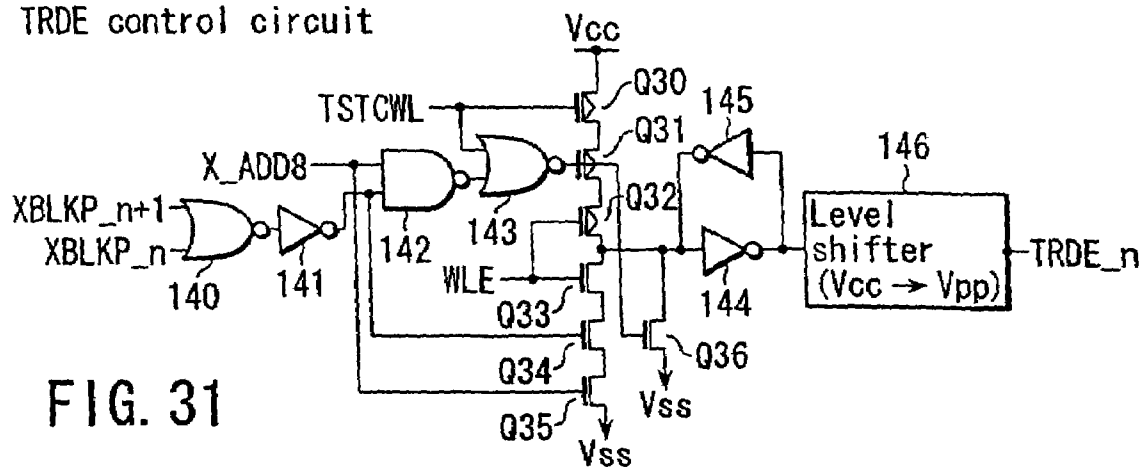 TRDE control circuit
Vcc
Q30
TSTCWL
145
Q31
146
X_ADD8
Q32
XBLKP_n+1
142
143
Level
shifter
(Vcc → Vpp)
TRDE_n
XBLKP_n
140
141
WLE
144
Q33
Q34
Q36
Vss
FIG. 31
Q35
Vss